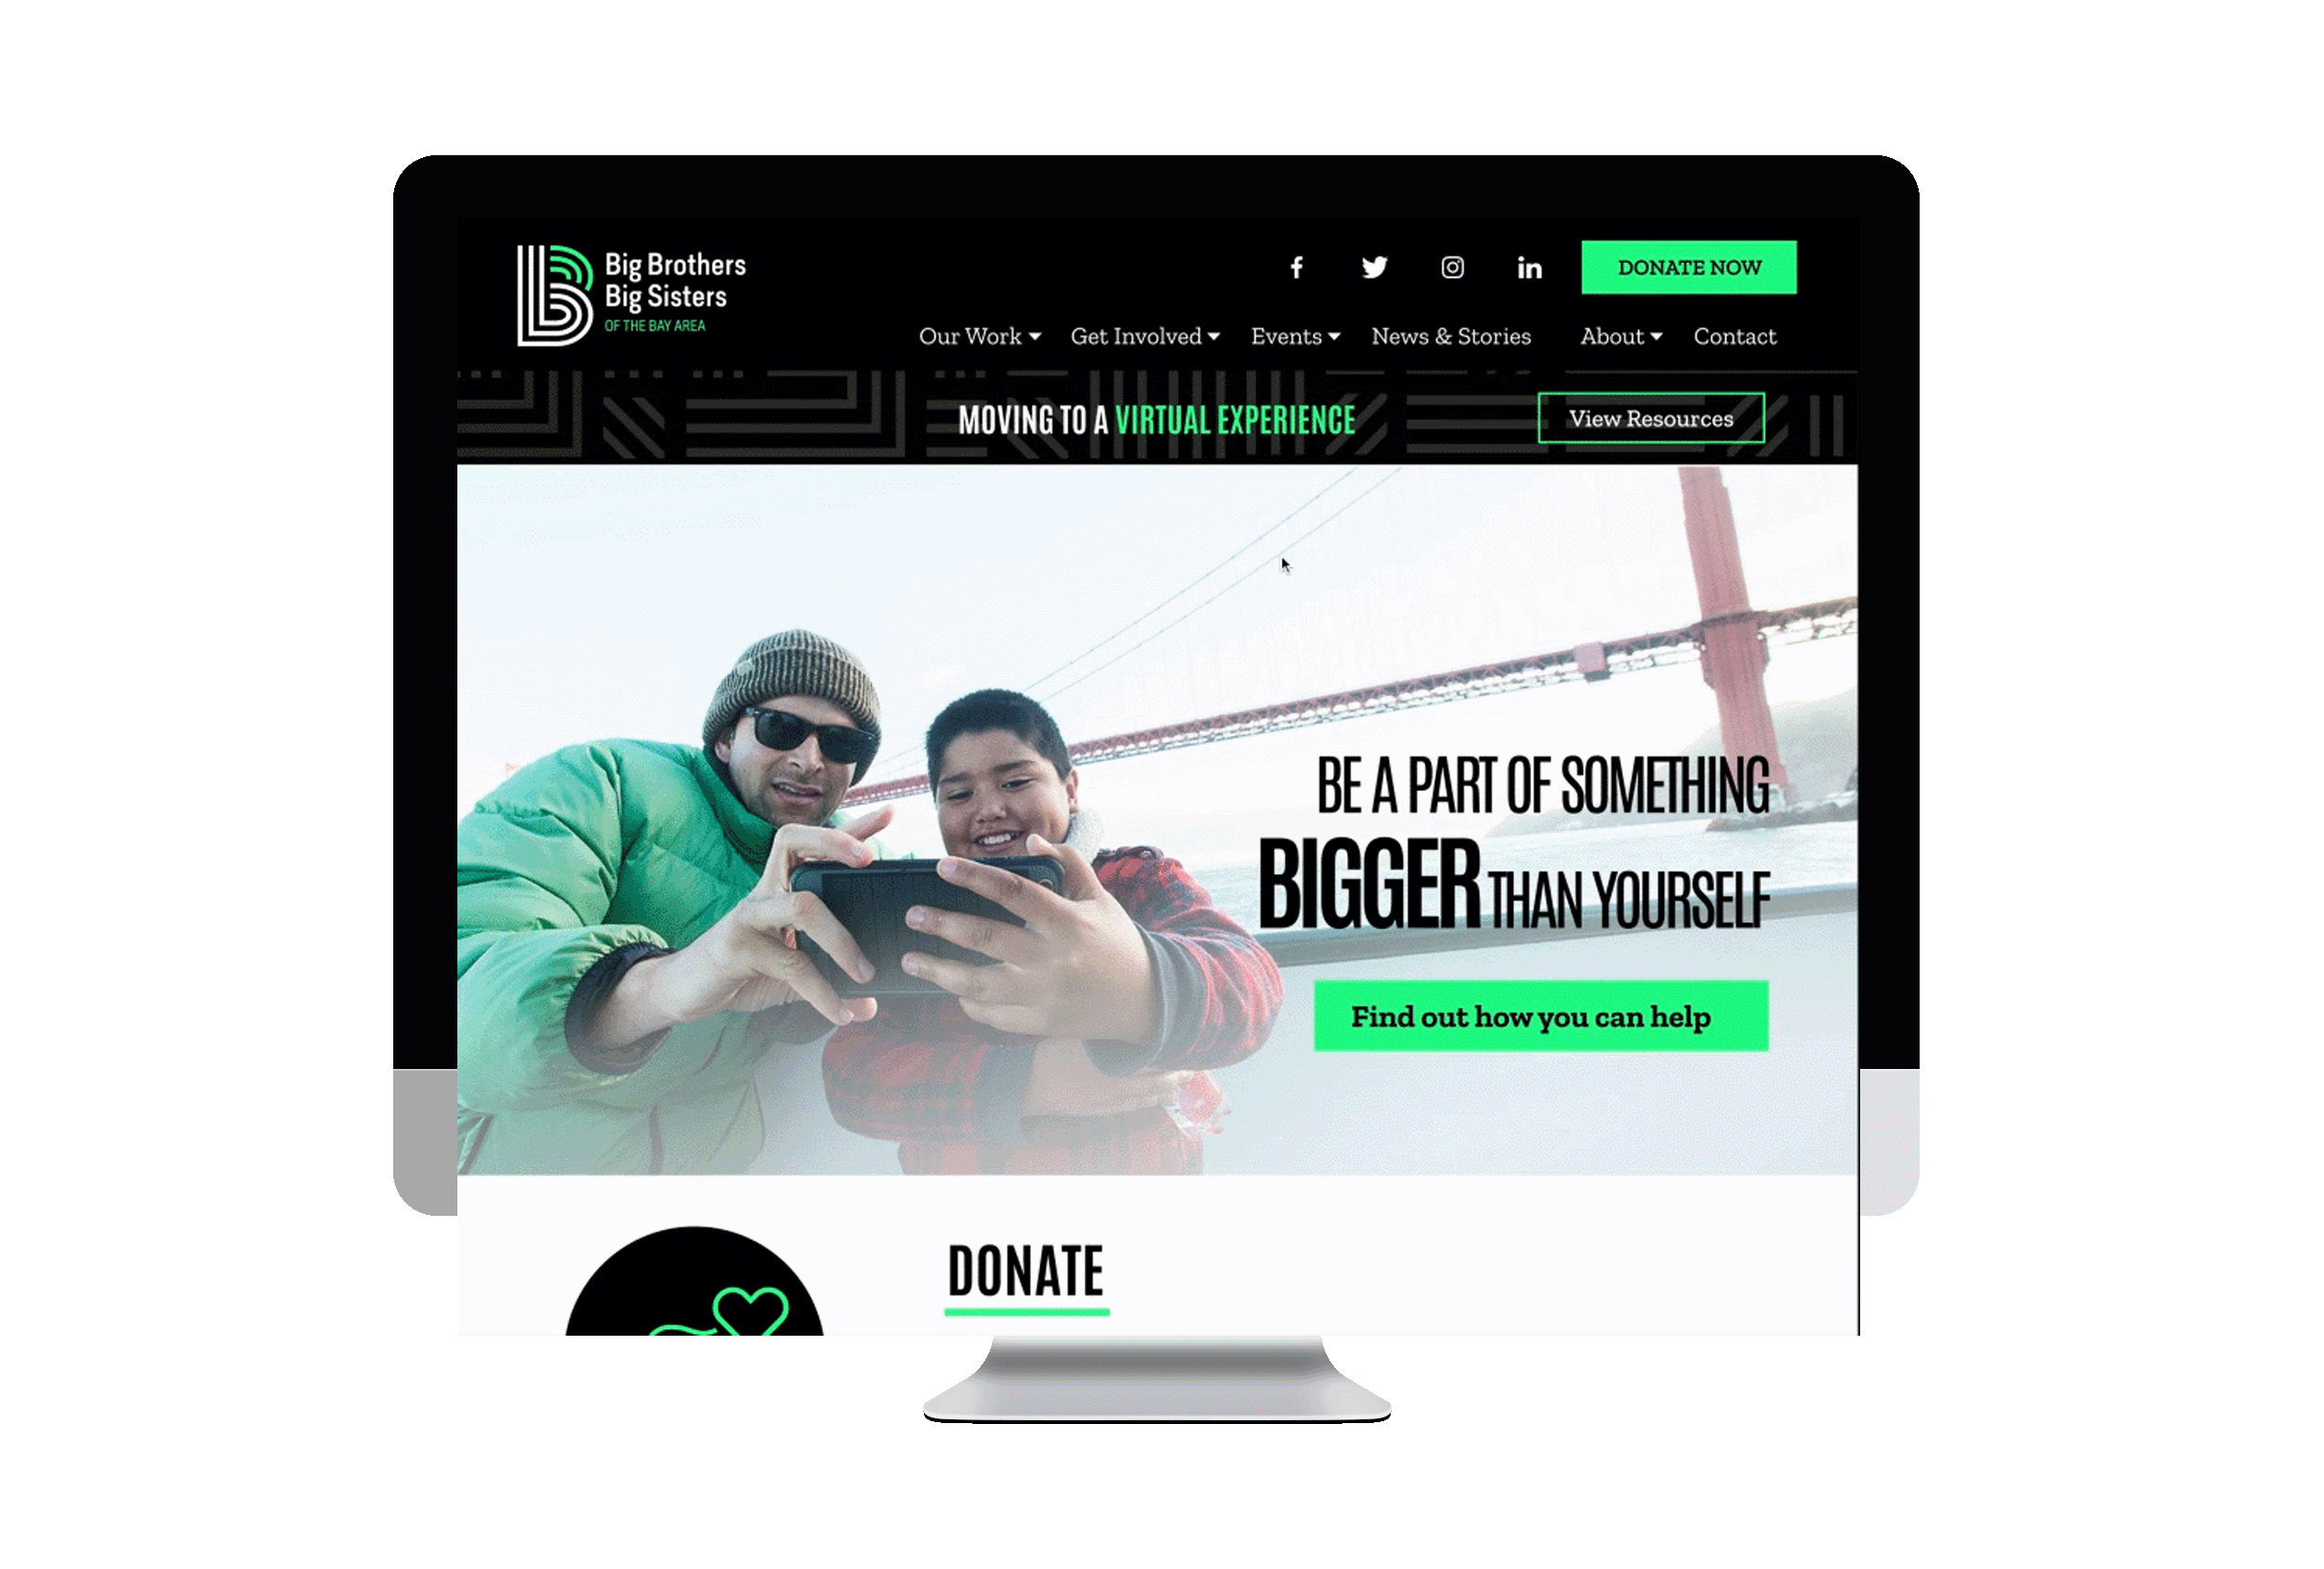 Big Brothers
Big Sisters
OF THE BAY AREA
DONATE NOW
Our Work
Get Involved
Events
News & Stories
About
Contact
MOVING TO A VIRTUAL EXPERIENCE
View Resources
BE A PART OF SOMETHING
BIGGER THAN YOURSELF
Find out how you can help
DONATE